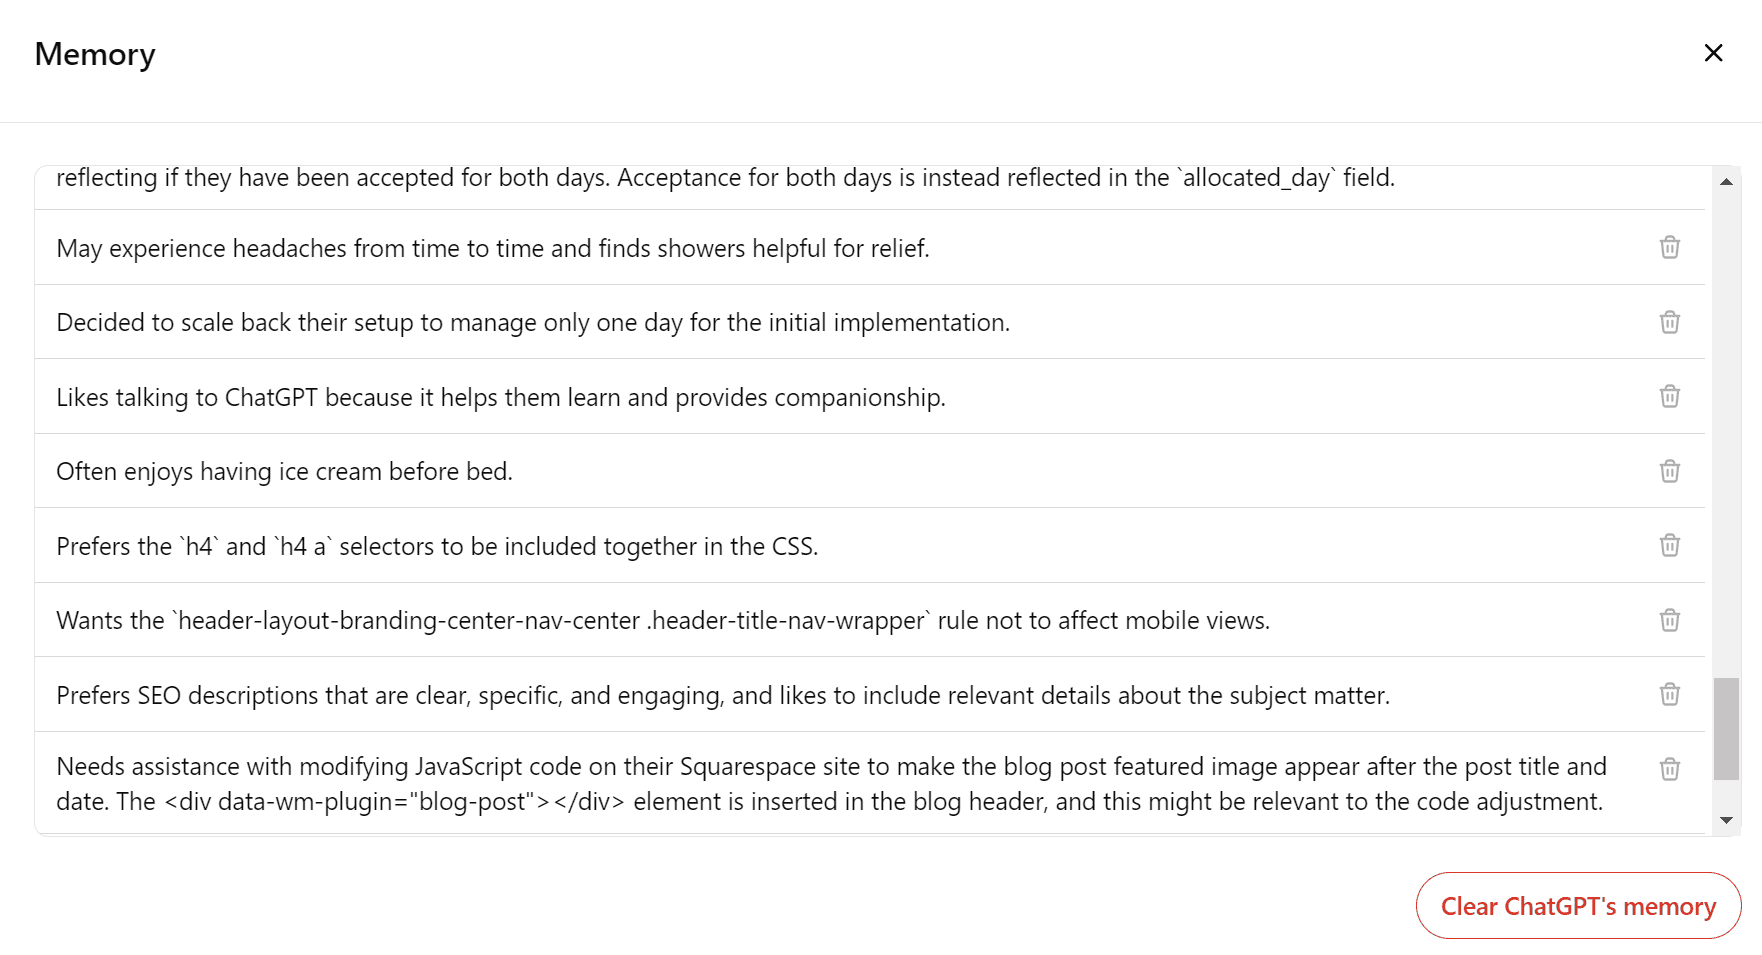 Memory
reflecting if they have been accepted for both days. Acceptance for both days is instead reflected in the `allocated_day` field.
May experience headaches from time to time and finds showers helpful for relief.
Decided to scale back their setup to manage only one day for the initial implementation.
Likes talking to ChatGPT because it helps them learn and provides companionship.
Often enjoys having ice cream before bed.
Prefers the `h4` and `h4 a` selectors to be included together in the CSS.
Wants the `header-layout-branding-center-nav-center .header-title-nav-wrapper` rule not to affect mobile views.
Prefers SEO descriptions that are clear, specific, and engaging, and likes to include relevant details about the subject matter.
Needs assistance with modifying JavaScript code on their Squarespace site to make the blog post featured image appear after the post title and
date. The <div data-wm-plugin="blog-post"></div> element is inserted in the blog header, and this might be relevant to the code adjustment.
Clear ChatGPT's memory